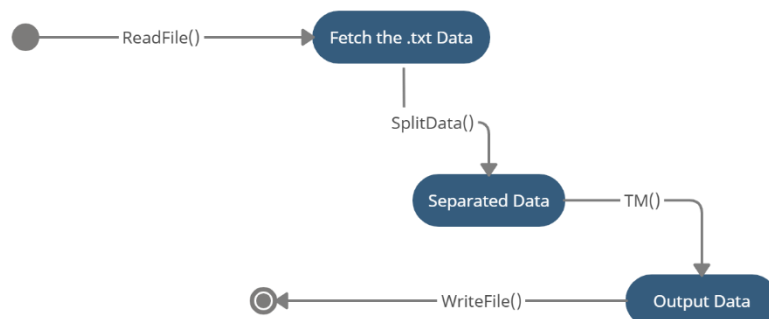 ReadFile()
Fetch the .txt Data
SplitData()
Separated Data
TM()
WriteFile()
Output Data